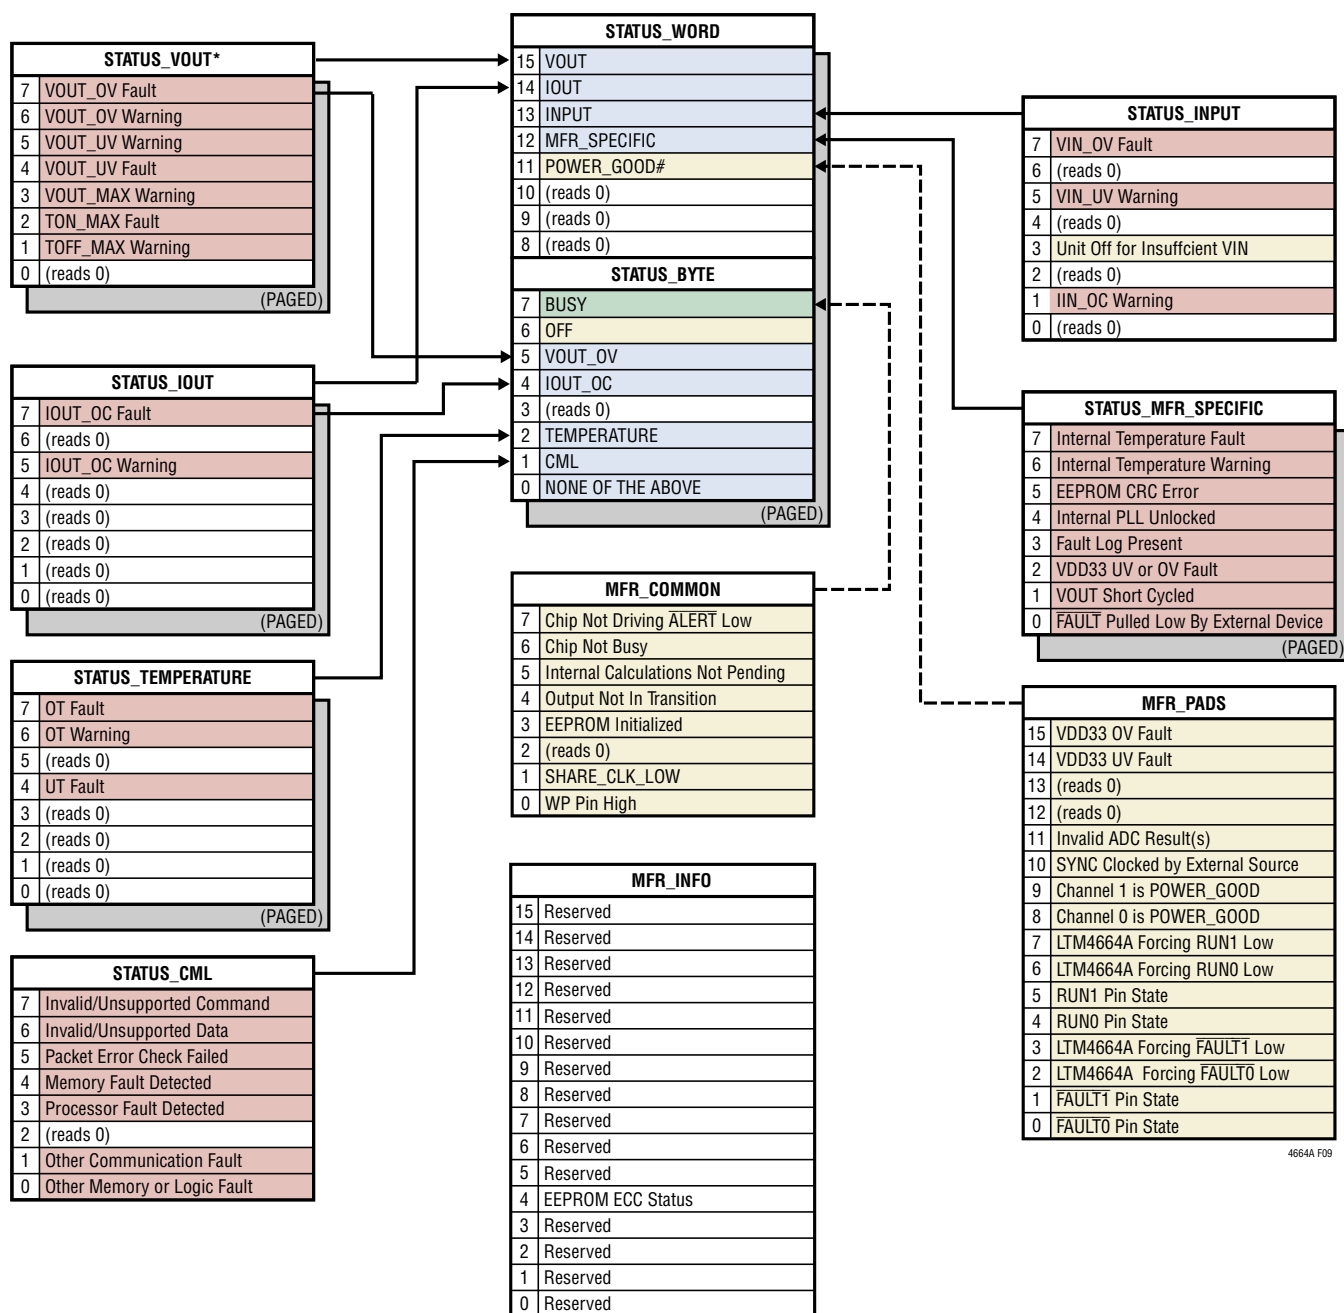 STATUS_VOUT*
7 VOUT_OV Fault
6 VOUT_OV Warning
5 VOUT_UV Warning
4 VOUT_UV Fault
3 VOUT_MAX Warning
2 TON_MAX Fault
1 TOFF_MAX Warning
0 (reads 0)
(PAGED)
STATUS_IOUT
7 IOUT_OC Fault
6 (reads 0)
5 IOUT_OC Warning
4 (reads 0)
3 (reads 0)
2 (reads 0)
1 (reads 0)
0 (reads 0)
(PAGED)
STATUS_TEMPERATURE
7 OT Fault
6 OT Warning
5 (reads 0)
4 UT Fault
3 (reads 0)
2 (reads 0)
1 (reads 0)
0 (reads 0)
(PAGED)
STATUS_CML
7 Invalid/Unsupported Command
6 Invalid/Unsupported Data
5 Packet Error Check Failed
4 Memory Fault Detected
3 Processor Fault Detected
2 (reads 0)
1 Other Communication Fault
0 Other Memory or Logic Fault
STATUS_WORD
15 VOUT
14 IOUT
13 INPUT
12 MFR_SPECIFIC
11 POWER_GOOD#
10 (reads 0)
9 (reads 0)
8 (reads 0)
STATUS_BYTE
7 BUSY
6 OFF
5 VOUT_OV
4 IOUT_OC
3 (reads 0)
2 TEMPERATURE
1 CML
0 NONE OF THE ABOVE
(PAGED)
MFR_COMMON
7 Chip Not Driving ALERT Low
6 Chip Not Busy
5 Internal Calculations Not Pending
4 Output Not In Transition
3 EEPROM Initialized
2 (reads 0)
1 SHARE_CLK_LOW
0 WP Pin High
MFR_INFO
15 Reserved
14 Reserved
13 Reserved
12 Reserved
11 Reserved
10 Reserved
9 Reserved
8 Reserved
7 Reserved
6 Reserved
5 Reserved
4 EEPROM ECC Status
3 Reserved
2 Reserved
1 Reserved
0 Reserved
STATUS_INPUT
7 VIN_OV Fault
6 (reads 0)
5 VIN_UV Warning
4 (reads 0)
3 Unit Off for Insuffcient VIN
2 (reads 0)
1 IIN_OC Warning
0 (reads 0)
STATUS_MFR_SPECIFIC
7 Internal Temperature Fault
6 Internal Temperature Warning
5 EEPROM CRC Error
4 Internal PLL Unlocked
3 Fault Log Present
2 VDD33 UV or OV Fault
1 VOUT Short Cycled
0 FAULT Pulled Low By External Device
(PAGED)
MFR_PADS
15 VDD33 OV Fault
14 VDD33 UV Fault
13 (reads 0)
12 (reads 0)
11 Invalid ADC Result(s)
10 SYNC Clocked by External Source
9 Channel 1 is POWER_GOOD
8 Channel 0 is POWER_GOOD
7 LTM4664A Forcing RUN1 Low
6 LTM4664A Forcing RUN0 Low
5 RUN1 Pin State
4 RUN0 Pin State
3 LTM4664A Forcing FAULT1 Low
2 LTM4664A Forcing FAULT0 Low
1 FAULT1 Pin State
0 FAULT0 Pin State
4664A F09